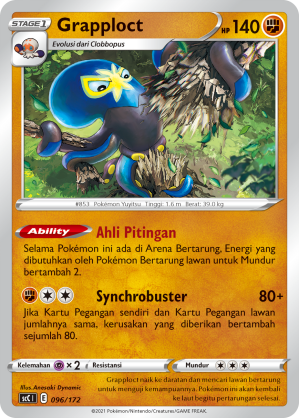 STAGE 1
Grapploct
HP 140
Evolusi dari Clobbopus
#853 Pokémon Yuyitsu Tinggi: 1.6 m Berat: 39.0 kg
Ability Ahli Pitingan
Selama Pokémon ini ada di Arena Bertarung, Energi yang
dibutuhkan oleh Pokémon Bertarung lawan untuk Mundur
bertambah 2.
Synchrobuster 80+
Jika Kartu Pegangan sendiri dan Kartu Pegangan lawan
jumlahnya sama, kerusakan yang diberikan bertambah
sejumlah 80.
Kelemahan × 2 Resistansi Mundur
Illus. Anesaki Dynamic
SC1 I E 096/172
Grapploct naik ke daratan dan mencari lawan bertarung
untuk menguji kekuatannya. Pokémon ini akan kembali
ke laut begitu pertarungan selesai.
©2021 Pokémon/Nintendo/Creatures/GAME FREAK